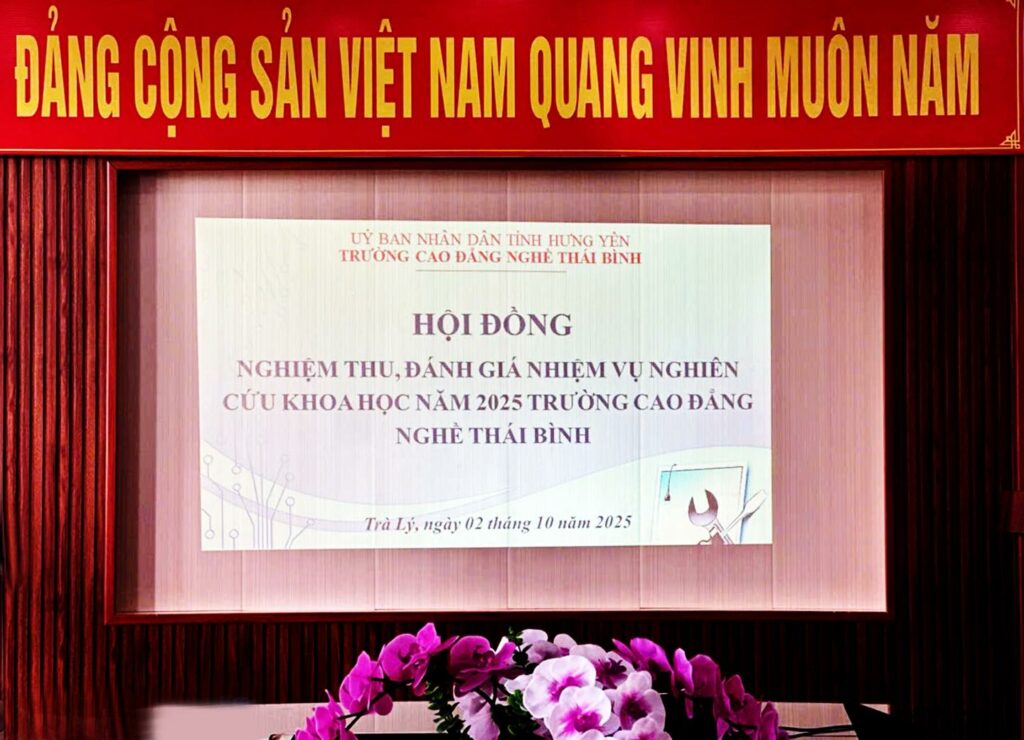 ĐẢNG CỘNG SẢN VIỆT NAM QUANG VINH MUÔN NĂM
UỶ BAN NHÂN DÂN TỈNH HƯNG YÊN
TRƯỜNG CAO ĐẲNG NGHỀ THÁI BÌNH
HỘI ĐỒNG
NGHIỆM THU, ĐÁNH GIÁ NHIỆM VỤ NGHIÊN
CỨU KHOA HỌC NĂM 2025 TRƯỜNG CAO ĐẲNG
NGHỀ THÁI BÌNH
Trà Lý, ngày 02 tháng 10 năm 2025